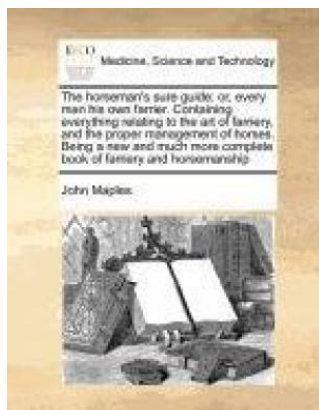 ECCO
Medicine, Science and Technology
The horseman's sure guide; or, every
man his own farrier. Containing
everything relating to the art of farriery,
and the proper management of horses.
Being a new and much more complete
book of farriery and horsemanship
John Maples